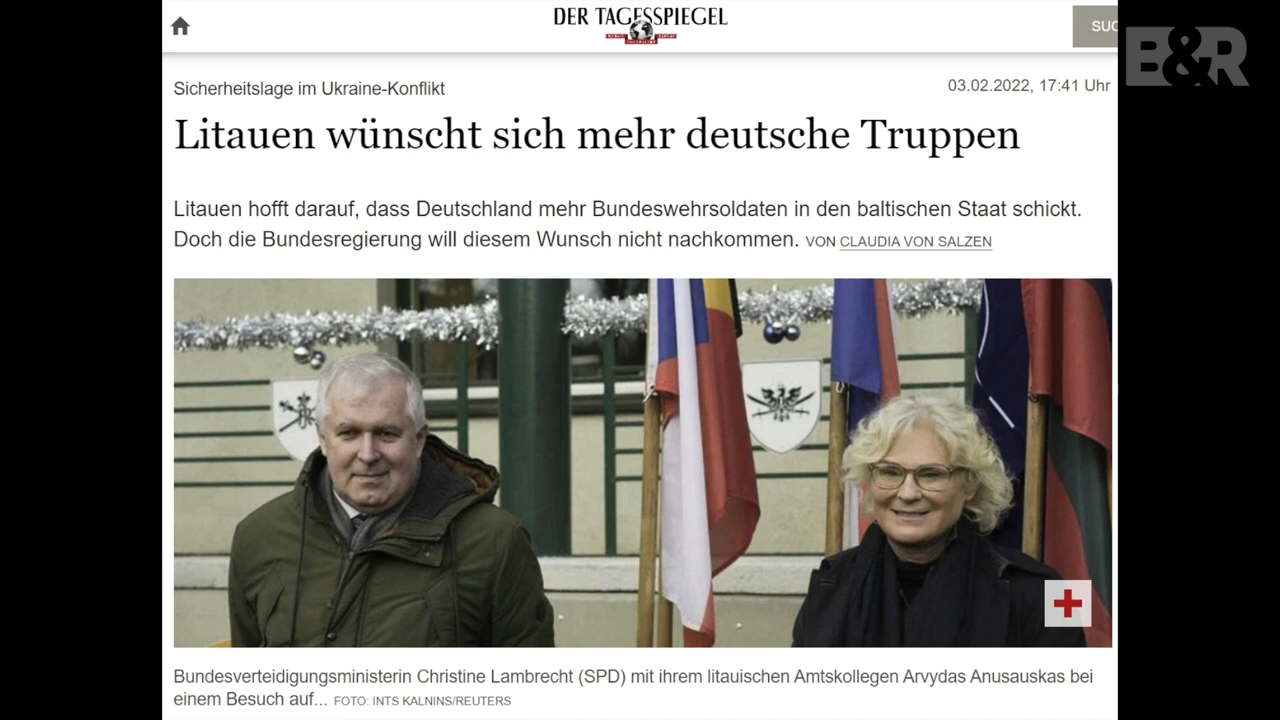 DER TAGESSPIEGEL
SUC
B&R
Sicherheitslage im Ukraine-Konflikt
03.02.2022, 17:41 Uhr
Litauen wünscht sich mehr deutsche Truppen
Litauen hofft darauf, dass Deutschland mehr Bundeswehrsoldaten in den baltischen Staat schickt.
Doch die Bundesregierung will diesem Wunsch nicht nachkommen. VON CLAUDIA VON SALZEN
Bundesverteidigungsministerin Christine Lambrecht (SPD) mit ihrem litauischen Amtskollegen Arvydas Anusauskas bei
einem Besuch auf... FOTO: INTS KALNINS/REUTERS